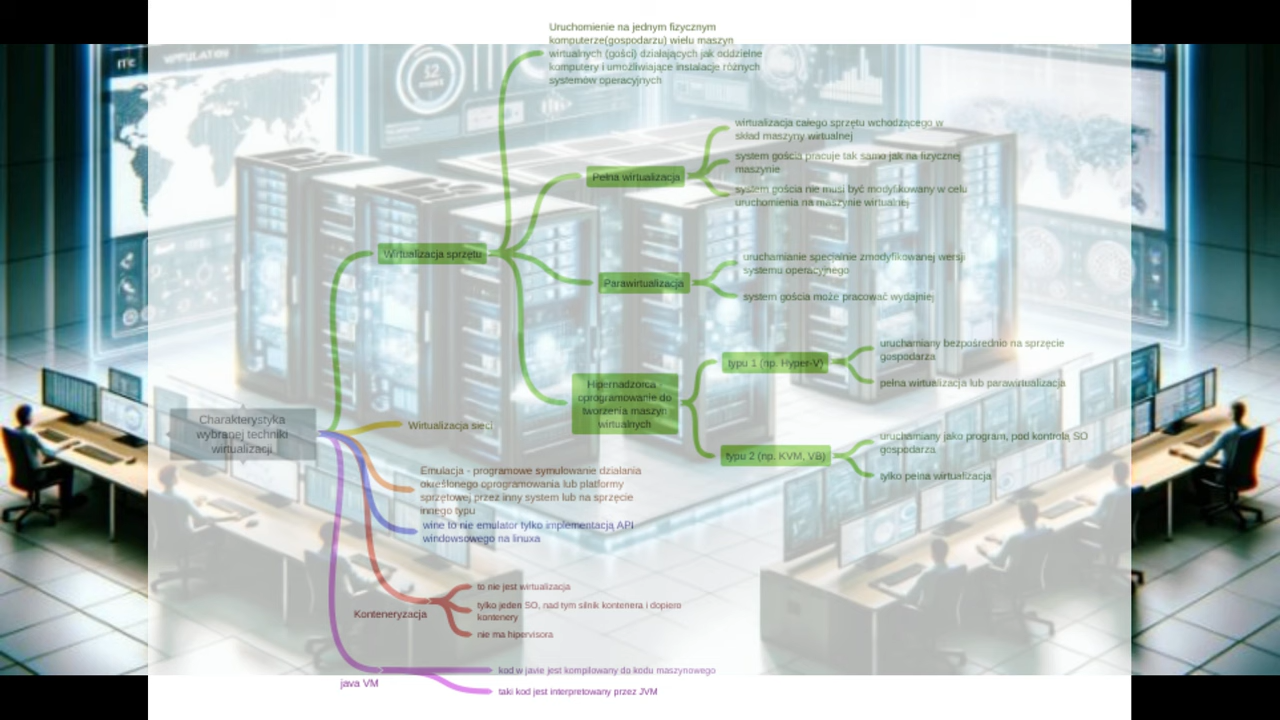 Uruchomienie na jednym fizycznym
komputerze(gospodarzu) wielu maszyn
wirtualnych (gości) działających jak oddzielne
komputery i umożliwiające instalację różnych
systemów operacyjnych
wirtualizacja całego sprzętu wchodzącego w
skład maszyny wirtualnej
Pełna wirtualizacja
system gościa pracuje tak samo jak na fizycznej
maszynie
system gościa nie musi być modyfikowany w celu
uruchomienia na maszynie wirtualnej
Wirtualizacja sprzętu
uruchamianie specjalnie zmodyfikowanej wersji
systemu operacyjnego
Parawirtualizacja
system gościa może pracować wydajniej
typu 1 (np. Hyper-V)
uruchamiany bezpośrednio na sprzęcie
gospodarza
pełna wirtualizacja lub parawirtualizacja
Hipernadzorca -
oprogramowanie do
tworzenia maszyn
wirtualnych
typu 2 (np. KVM, VB)
uruchamiany jako program, pod kontrolą SO
gospodarza
tylko pełna wirtualizacja
Charakterystyka
wybranej techniki
wirtualizacji
Wirtualizacja sieci
Emulacja - programowe symulowanie działania
określonego oprogramowania lub platformy
sprzętowej przez inny system lub na sprzęcie
innego typu
wine to nie emulator tylko implementacja API
windowsowego na linuxa
Konteneryzacja
to nie jest wirtualizacja
tylko jeden SO, nad tym silnik kontenera i dopiero
kontenery
nie ma hipervisora
java VM
kod w javie jest kompilowany do kodu maszynowego
taki kod jest interpretowany przez JVM